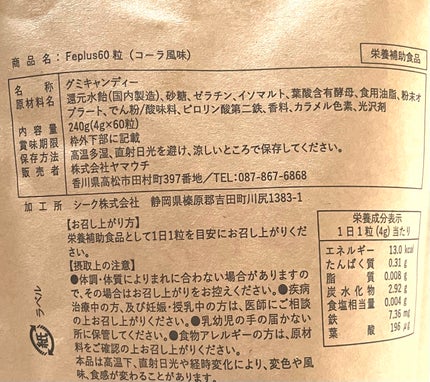 商品名:Feplus60粒(コーラ風味)
栄養補助食品
名称 グミキャンディー
原材料名 還元水飴(国内製造)、砂糖、ゼラチン、イソマルト、葉酸含有酵母、食用油脂、粉末オ
ブラート、でん粉/酸味料、ピロリン酸第二鉄、香料、カラメル色素、光沢剤
内容量 240g(4g×60粒)
賞味期限 枠外下部に記載
保存方法 高温多湿、直射日光を避け、涼しいところで保存してください。
販売者 株式会社ヤマウチ
香川県高松市田村町397番地/TEL:087-867-6868
加工所 シーク株式会社 静岡県榛原郡吉田町川尻1383-1
【お召し上がり方】
栄養補助食品として1日1粒を目安にお召し上がりください。
【摂取上の注意】
●体調・体質によりまれに合わない場合がありますので、その場合はお召し上がりをお控えください。●疾病
治療中の方、及び妊娠・授乳中の方は、医師にご相談
の上お召し上がりください。●乳幼児の手の届かない
所に保管してください。●食物アレルギーの方は、原材
料をご確認の上お召し上がりください。
本品は高温下、直射日光や経時変化により、変色や風
味、食感が変わることがあります。
栄養成分表示
1日1粒(4g)当たり
エネルギー 13.0kcal
たんぱく質 0.31g
脂質 0.008g
炭水化物 2.92g
食塩相当量 0.004g
鉄 7.36mg
葉酸 196μg
紙
ラベル